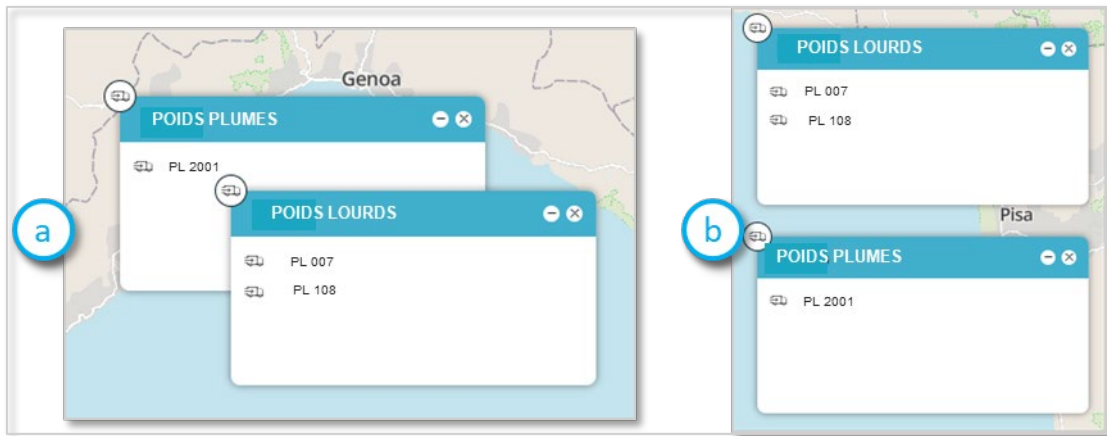 Genoa
POIDS PLUMES
PL 2001
POIDS LOURDS
PL 007
PL 108
a
POIDS LOURDS
PL 007
PL 108
Pisa
b
POIDS PLUMES
PL 2001